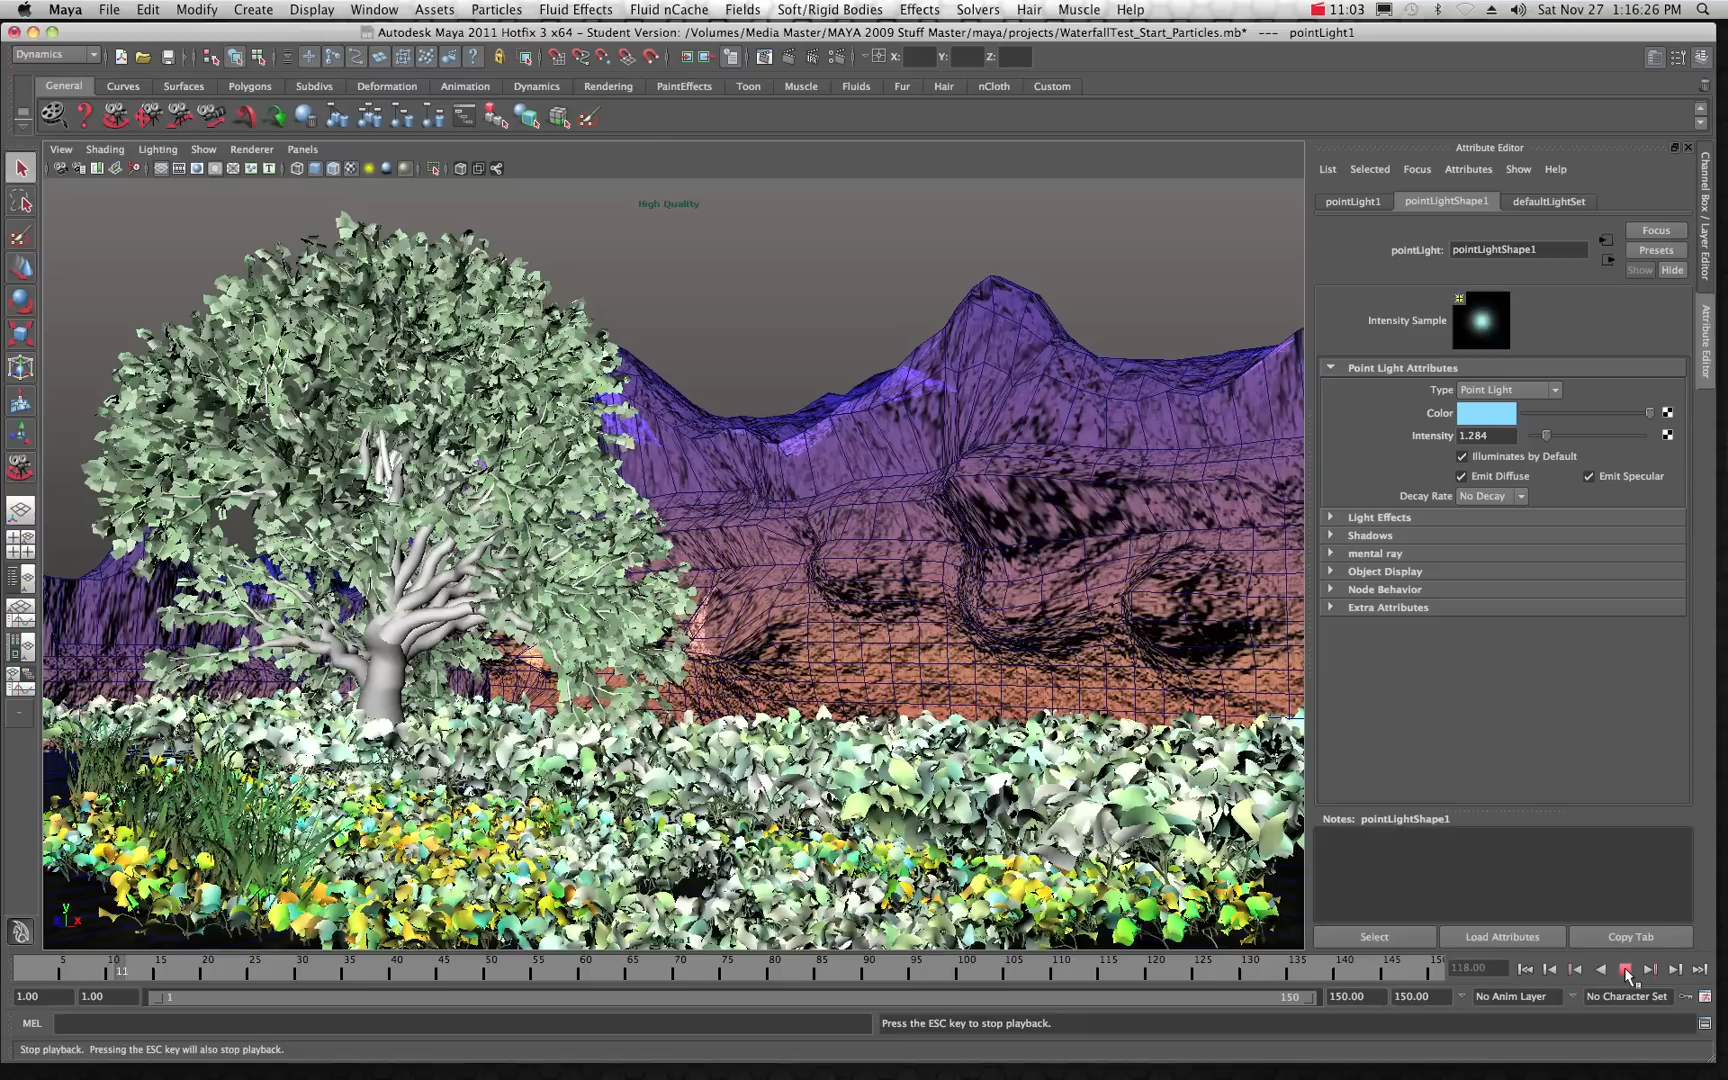 Maya File Edit Modify Create Display Window Assets Particles Fluid Effects Fluid nCache Fields Soft/Rigid Bodies Effects Solvers Hair Muscle Help 11:03 Sat Nov 27 1:16:26 PM
Autodesk Maya 2011 Hotfix 3 x64 - Student Version: /Volumes/Media Master/MAYA 2009 Stuff Master/maya/projects/WaterfallTest_Start_Particles.mb* --- pointLight1
Dynamics X: Y: Z:
General Curves Surfaces Polygons Subdivs Deformation Animation Dynamics Rendering PaintEffects Toon Muscle Fluids Fur Hair nCloth Custom
View Shading Lighting Show Renderer Panels
High Quality
y
x
Attribute Editor
List Selected Focus Attributes Show Help
pointLight1 pointLightShape1 defaultLightSet
Focus
pointLight: pointLightShape1 Presets
Show Hide
Intensity Sample
Point Light Attributes
Type Point Light
Color
Intensity 1.284
Illuminates by Default
Emit Diffuse Emit Specular
Decay Rate No Decay
Light Effects
Shadows
mental ray
Object Display
Node Behavior
Extra Attributes
Notes: pointLightShape1
Select Load Attributes Copy Tab
Channel Box / Layer Editor
Attribute Editor
5 10 15 20 25 30 35 40 45 50 55 60 65 70 75 80 85 90 95 100 105 110 115 120 125 130 135 140 145 15
11
118.00
1.00 1.00 1 150 150.00 150.00 No Anim Layer No Character Set
MEL Press the ESC key to stop playback.
Stop playback. Pressing the ESC key will also stop playback.